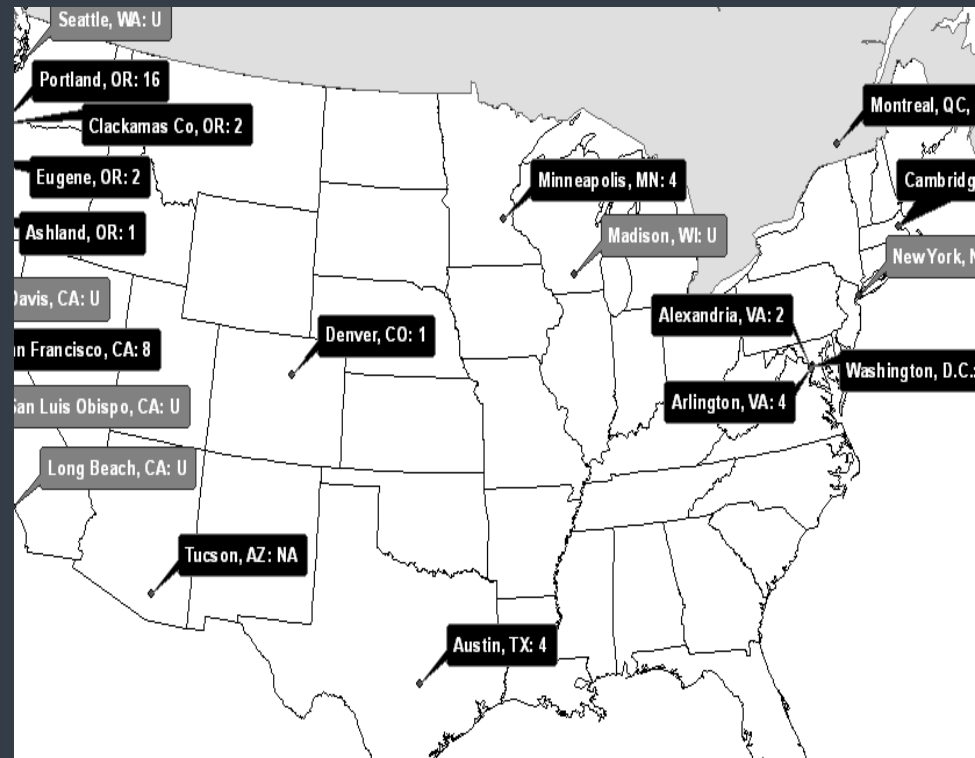 Seattle, WA: U
Portland, OR: 16
Clackamas Co, OR: 2
Eugene, OR: 2
Ashland, OR: 1
Davis, CA: U
n Francisco, CA: 8
San Luis Obispo, CA: U
Long Beach, CA: U
Tucson, AZ: NA
Denver, CO: 1
Austin, TX: 4
Minneapolis, MN: 4
Madison, WI: U
Alexandria, VA: 2
Arlington, VA: 4
Washington, D.C.:
Montreal, QC,
Cambridg
New York, N